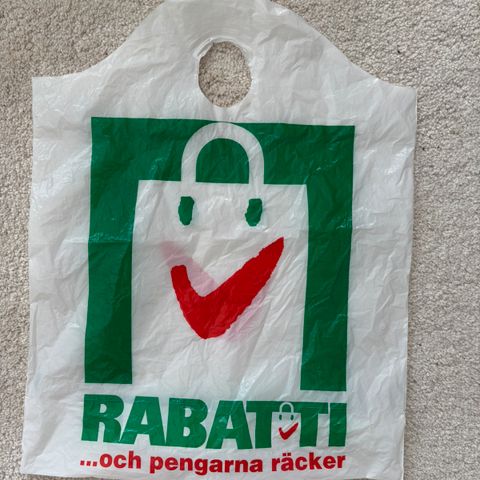 RABATTI
...och pengarna räcker